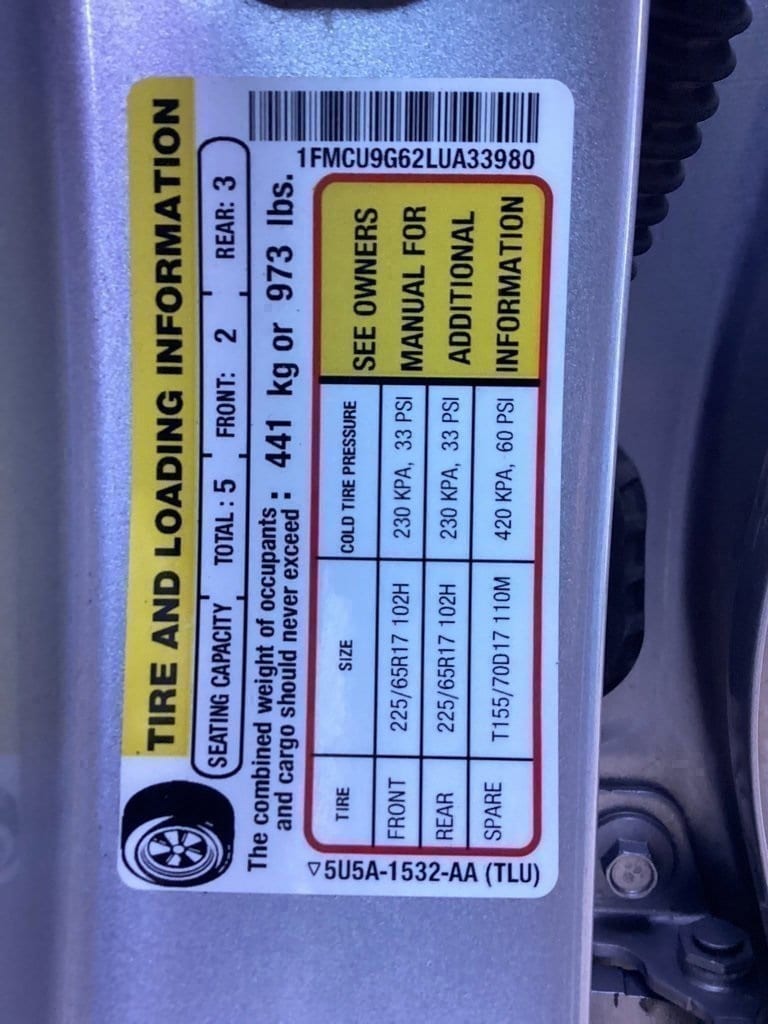 TIRE AND LOADING INFORMATION
SEATING CAPACITY TOTAL : 5 FRONT: 2 REAR: 3
The combined weight of occupants
and cargo should never exceed : 441 kg or 973 lbs.
TIRE SIZE COLD TIRE PRESSURE
FRONT 225/65R17 102H 230 KPA, 33 PSI
REAR 225/65R17 102H 230 KPA, 33 PSI
SPARE T155/70D17 110M 420 KPA, 60 PSI
SEE OWNERS
MANUAL FOR
ADDITIONAL
INFORMATION
▽5U5A-1532-AA (TLU)
1FMCU9G62LUA33980